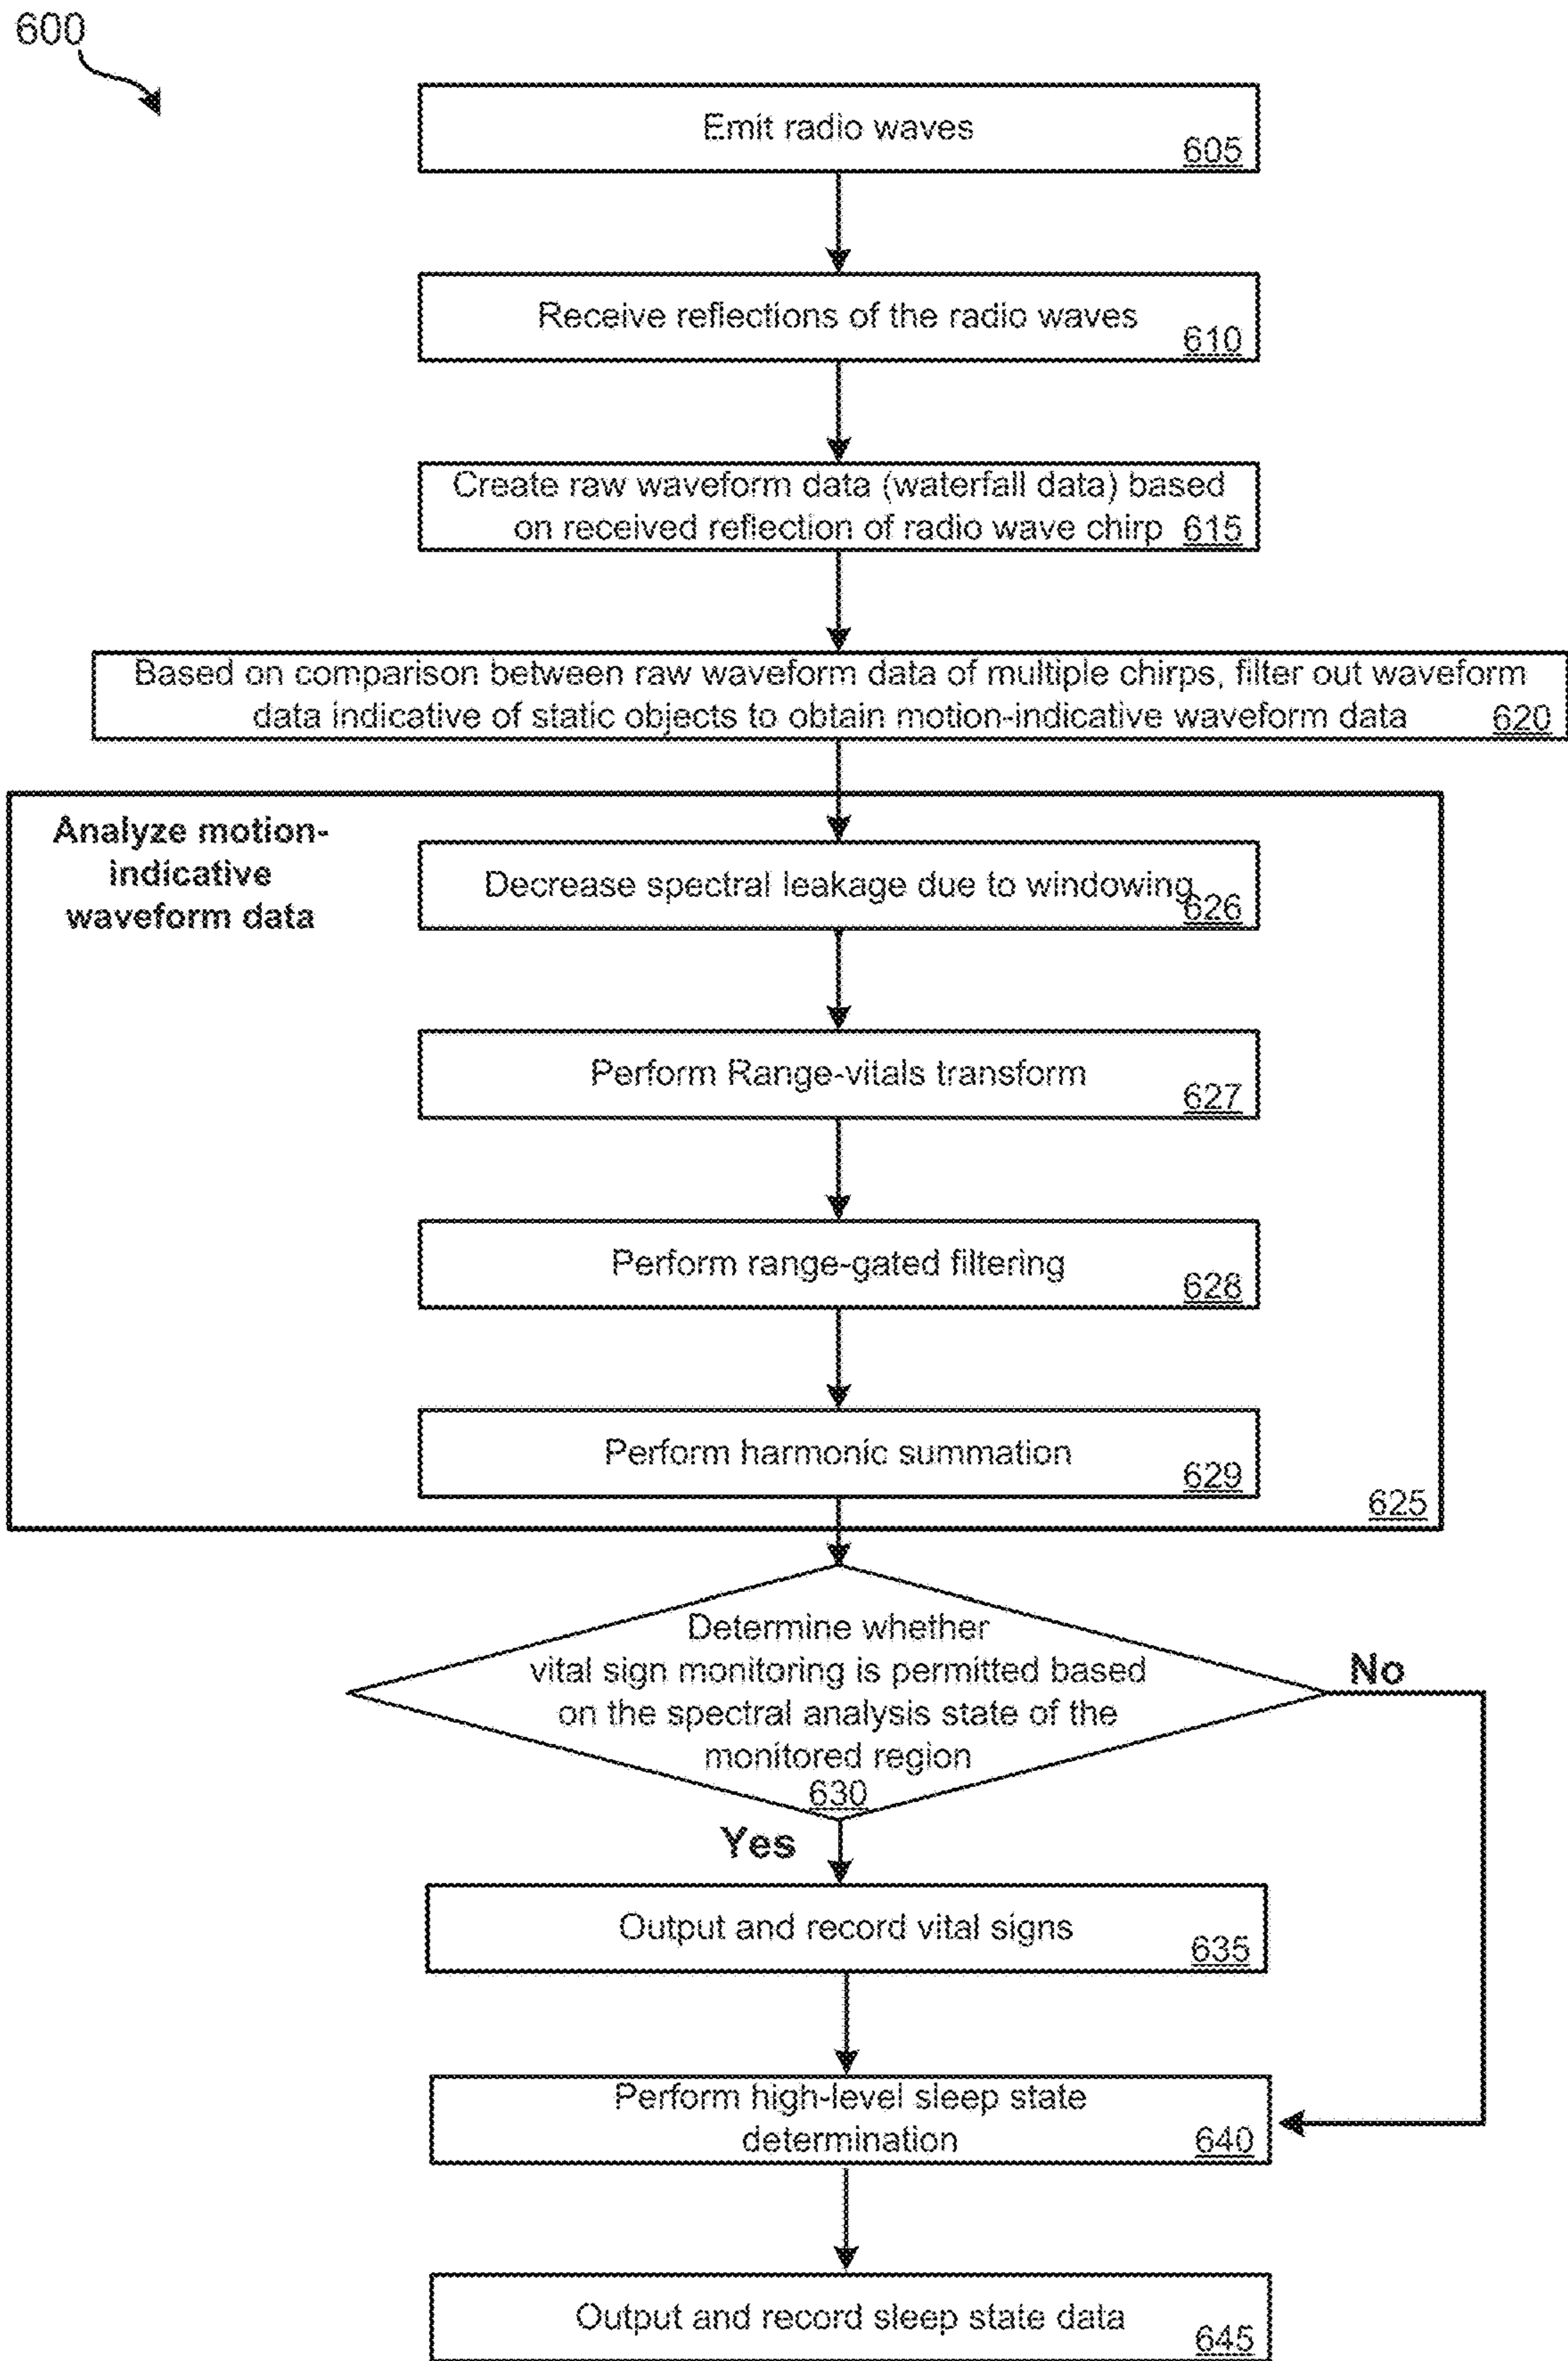 600
Emit radio waves
605
Receive reflections of the radio waves
610
Create raw waveform data (waterfall data) based
on received reflection of radio wave chirp 615
Based on comparison between raw waveform data of multiple chirps, filter out waveform
data indicative of static objects to obtain motion-indicative waveform data 620
Analyze motion-
indicative
waveform data
Decrease spectral leakage due to windowing
626
Perform Range-vitals transform
627
Perform range-gated filtering
628
Perform harmonic summation
629
625
Determine whether
vital sign monitoring is permitted based
on the spectral analysis state of the
monitored region
630
No
Yes
Output and record vital signs
635
Perform high-level sleep state
determination
640
Output and record sleep state data
645